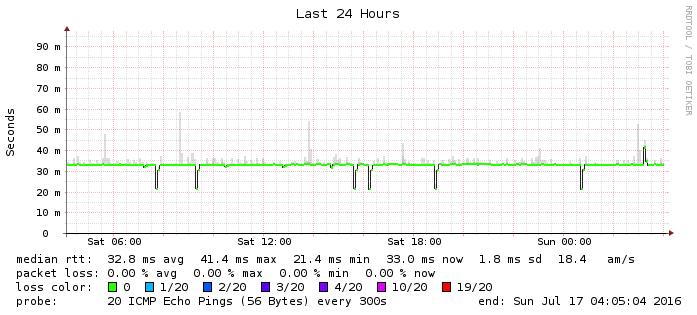 Last 24 Hours
RRDTOOL / TOBI OETIKER
Seconds
90 m
80 m
70 m
60 m
50 m
40 m
30 m
20 m
10 m
0
Sat 06:00 Sat 12:00 Sat 18:00 Sun 00:00
median rtt: 32.8 ms avg 41.4 ms max 21.4 ms min 33.0 ms now 1.8 ms sd 18.4 am/s
packet loss: 0.00 % avg 0.00 % max 0.00 % min 0.00 % now
loss color: 0 1/20 2/20 3/20 4/20 10/20 19/20
probe: 20 ICMP Echo Pings (56 Bytes) every 300s end: Sun Jul 17 04:05:04 2016